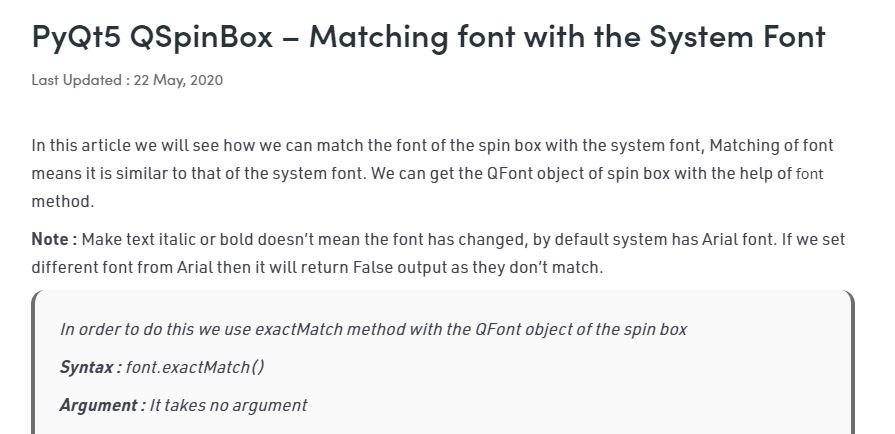 PyQt5 QSpinBox – Matching font with the System Font
Last Updated : 22 May, 2020
In this article we will see how we can match the font of the spin box with the system font, Matching of font
means it is similar to that of the system font. We can get the QFont object of spin box with the help of font
method.
Note : Make text italic or bold doesn’t mean the font has changed, by default system has Arial font. If we set
different font from Arial then it will return False output as they don’t match.
In order to do this we use exactMatch method with the QFont object of the spin box
Syntax : font.exactMatch()
Argument : It takes no argument